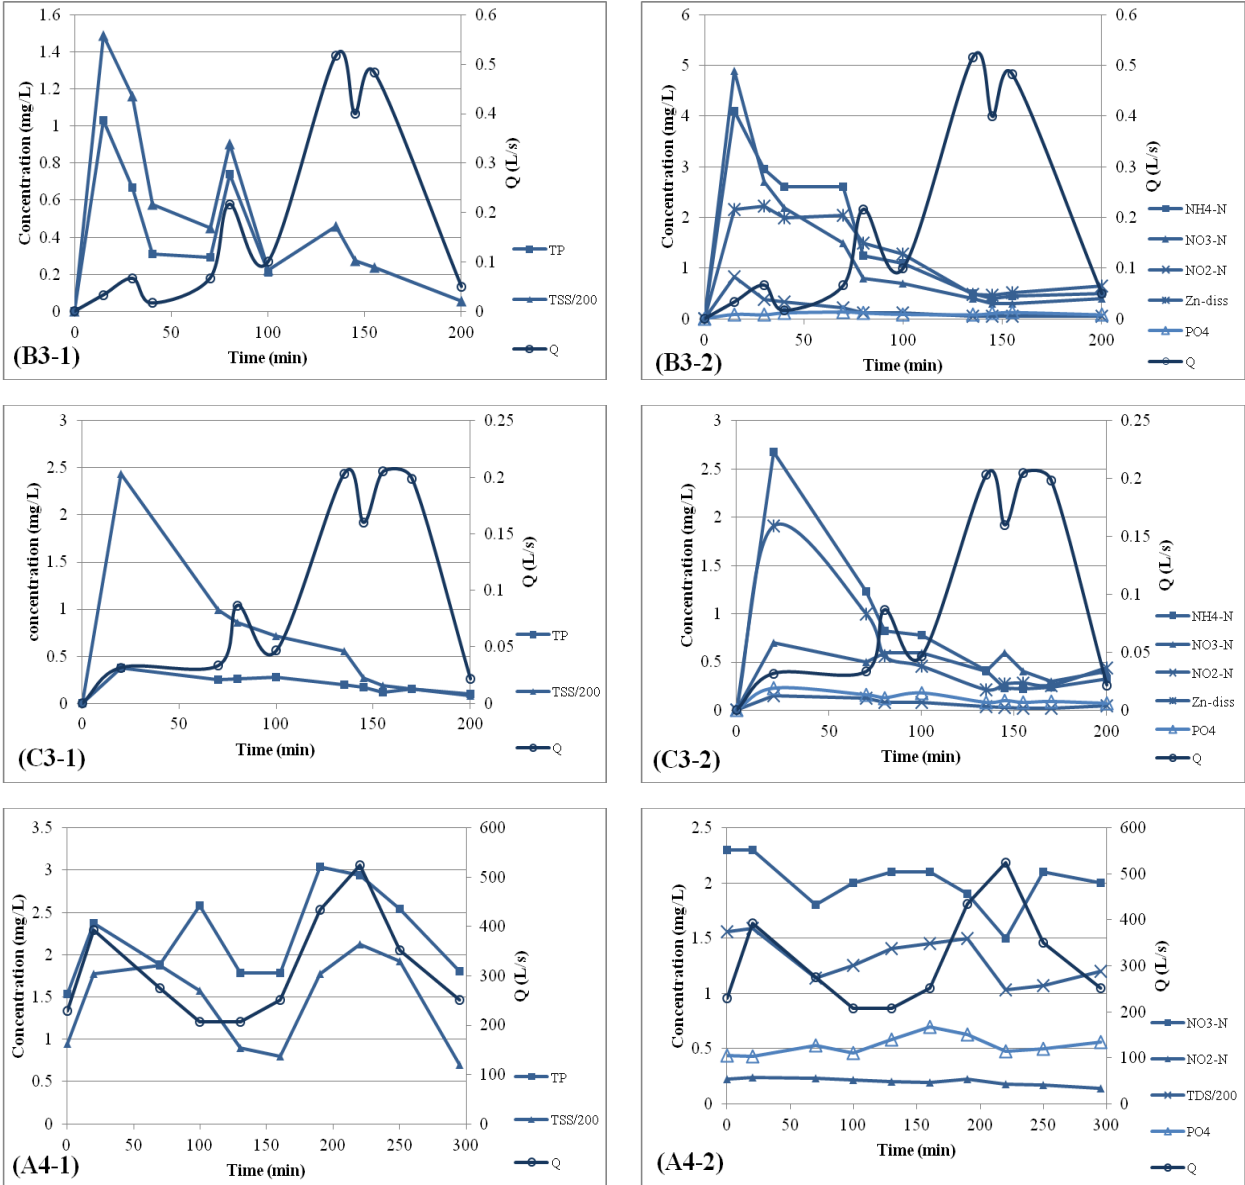 1.6
1.4
1.2
1
0.8
0.6
0.4
0.2
0
0.6
0.5
0.4
0.3
0.2
0.1
0
0 50 100 150 200
Concentration (mg/L)
Q (L/s)
Time (min)
TP
TSS/200
Q
(B3-1)
6
5
4
3
2
1
0
0.6
0.5
0.4
0.3
0.2
0.1
0
0 50 100 150 200
Concentration (mg/L)
Q (L/s)
Time (min)
NH4-N
NO3-N
NO2-N
Zn-diss
PO4
Q
(B3-2)
3
2.5
2
1.5
1
0.5
0
0.25
0.2
0.15
0.1
0.05
0
0 50 100 150 200
concentration (mg/L)
Q (L/s)
Time (min)
TP
TSS/200
Q
(C3-1)
3
2.5
2
1.5
1
0.5
0
0.25
0.2
0.15
0.1
0.05
0
0 50 100 150 200
Concentration (mg/L)
Q (L/s)
Time (min)
NH4-N
NO3-N
NO2-N
Zn-diss
PO4
Q
(C3-2)
3.5
3
2.5
2
1.5
1
0.5
0
600
500
400
300
200
100
0
0 50 100 150 200 250 300
Concentration (mg/L)
Q (L/s)
Time (min)
TP
TSS/200
Q
(A4-1)
2.5
2
1.5
1
0.5
0
600
500
400
300
200
100
0
0 50 100 150 200 250 300
Concentration (mg/L)
Q (L/s)
Time (min)
NO3-N
NO2-N
TDS/200
PO4
Q
(A4-2)